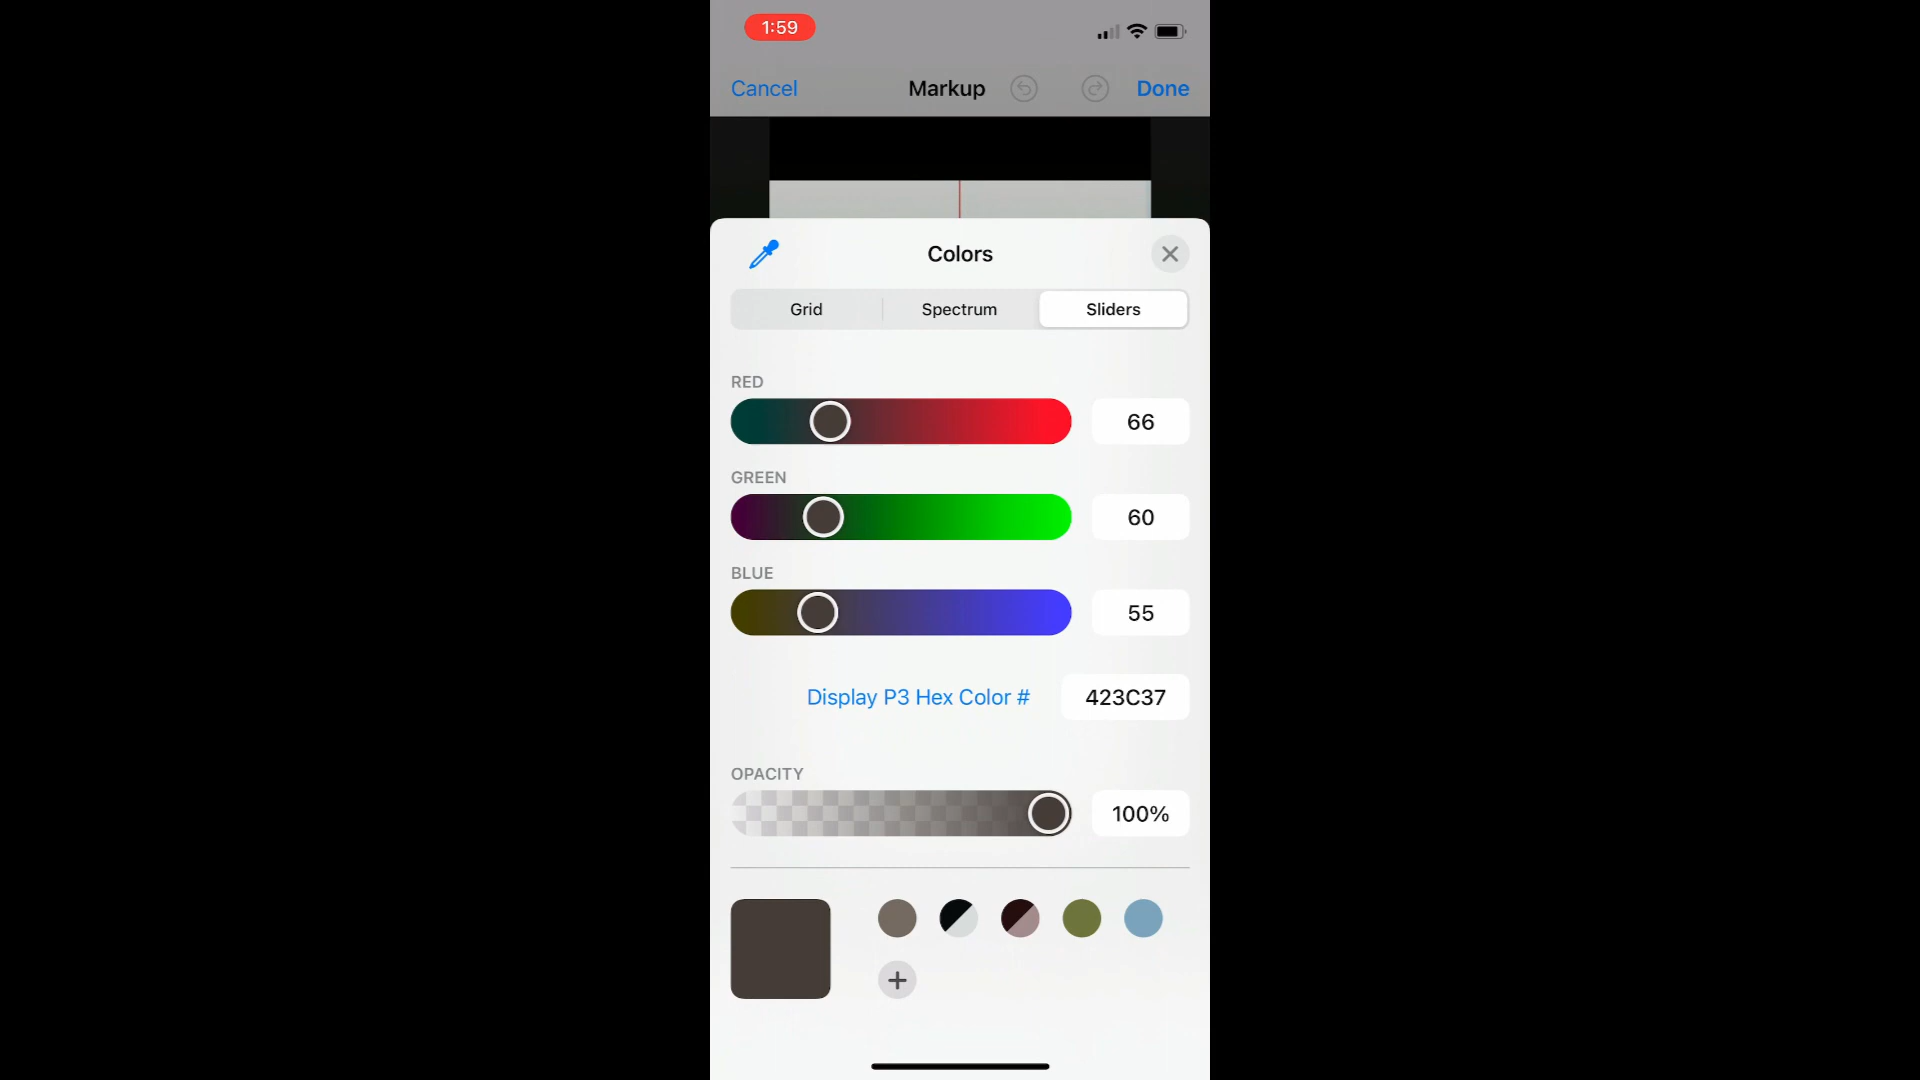 1:59
Cancel Markup Done
Colors
Grid Spectrum Sliders
RED
66
GREEN
60
BLUE
55
Display P3 Hex Color # 423C37
OPACITY
100%